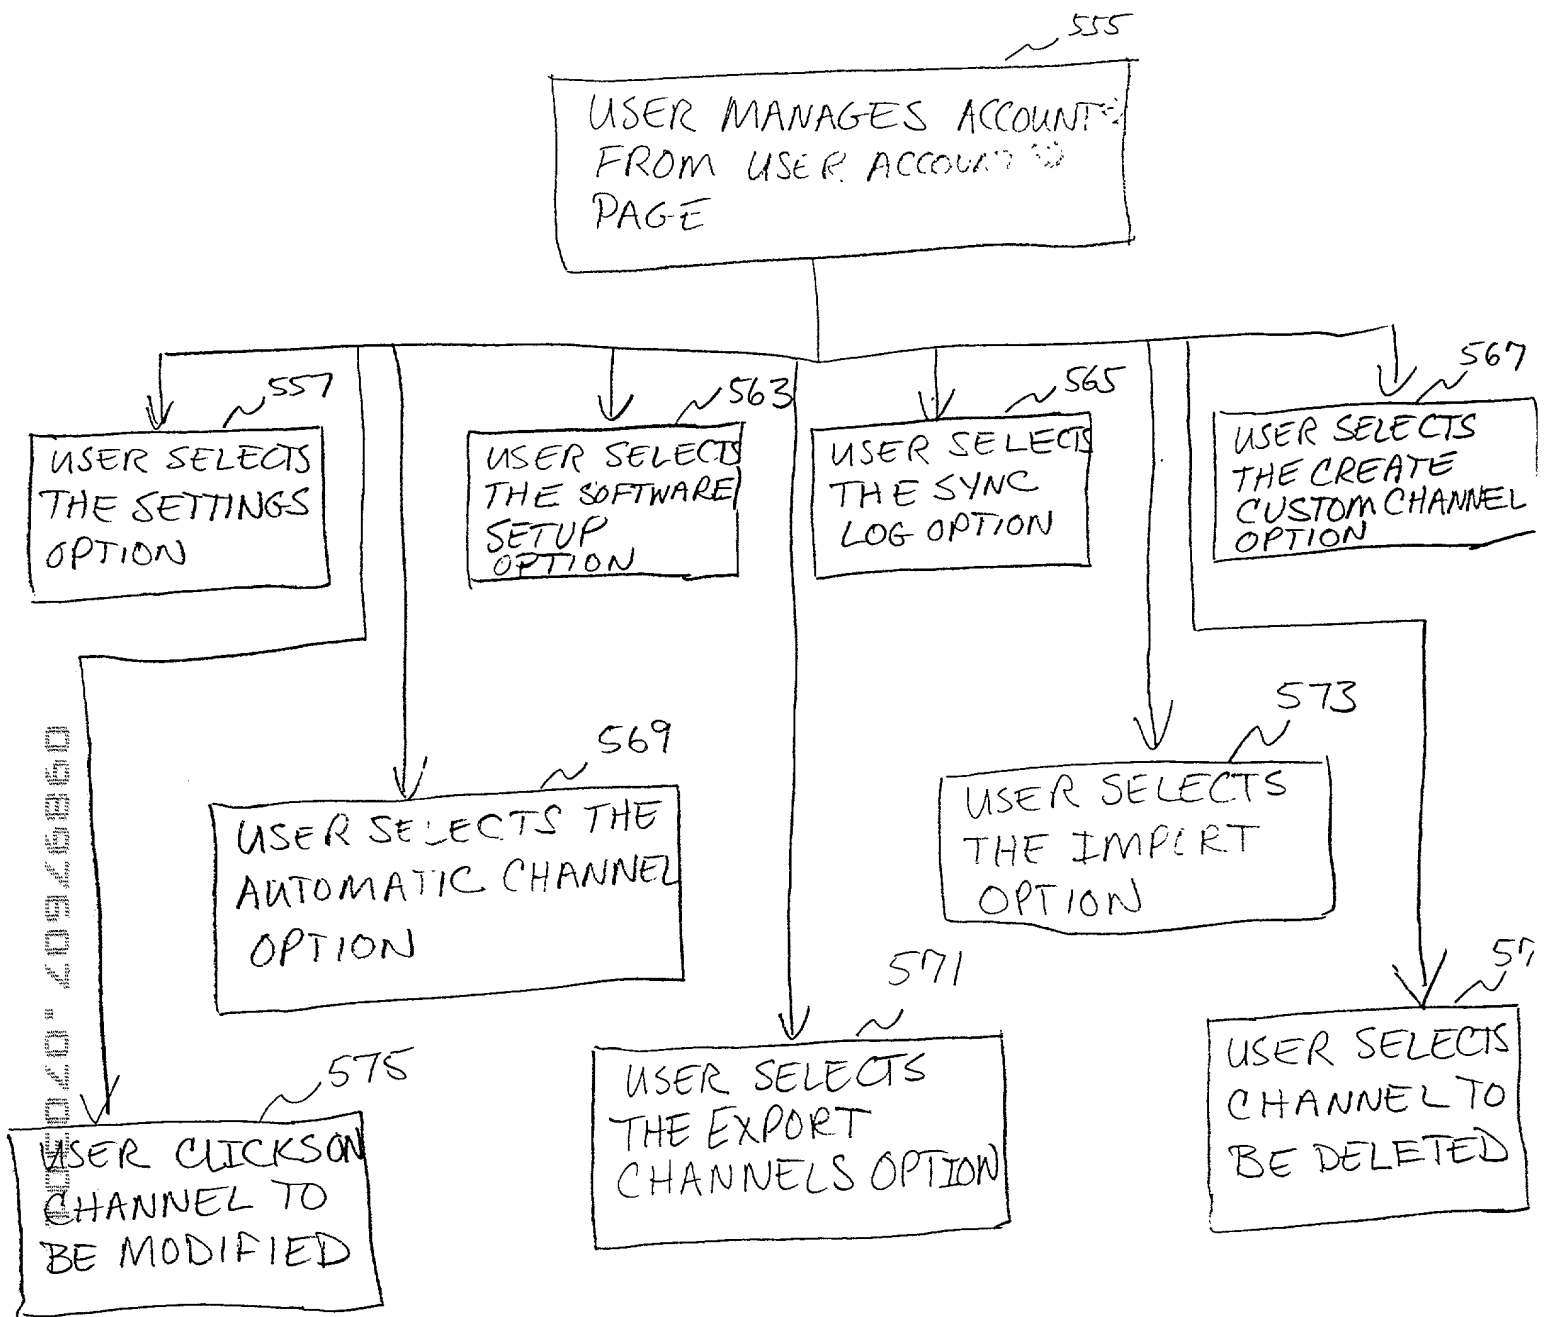 555
USER MANAGES ACCOUNT
FROM USER ACCOUNT
PAGE
557
USER SELECTS
THE SETTINGS
OPTION
563
USER SELECTS
THE SOFTWARE
SETUP
OPTION
565
USER SELECTS
THE SYNC
LOG OPTION
567
USER SELECTS
THE CREATE
CUSTOM CHANNEL
OPTION
569
USER SELECTS THE
AUTOMATIC CHANNEL
OPTION
573
USER SELECTS
THE IMPORT
OPTION
575
USER CLICKS ON
CHANNEL TO
BE MODIFIED
571
USER SELECTS
THE EXPORT
CHANNELS OPTION
57
USER SELECTS
CHANNEL TO
BE DELETED